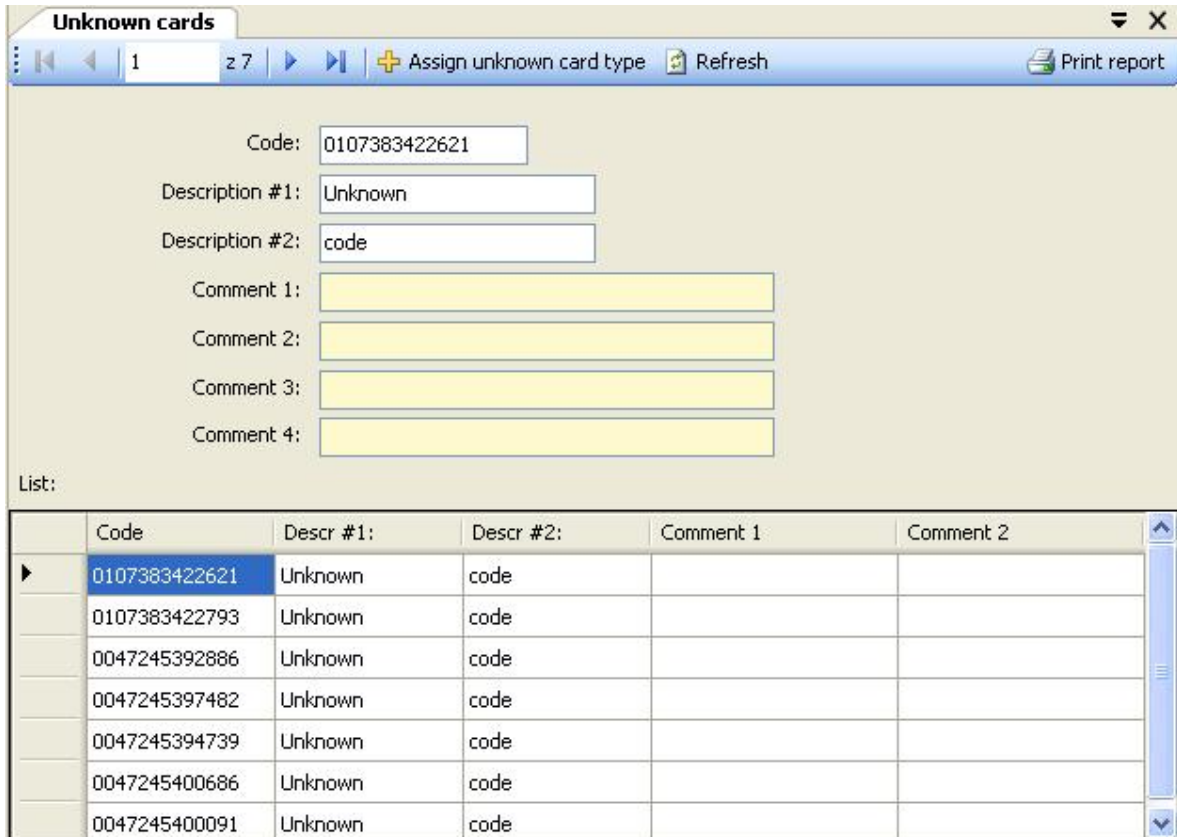 Unknown cards
1 z 7 Assign unknown card type Refresh Print report
Code: 0107383422621
Description #1: Unknown
Description #2: code
Comment 1:
Comment 2:
Comment 3:
Comment 4:
List:
Code Descr #1: Descr #2: Comment 1 Comment 2
0107383422621 Unknown code
0107383422793 Unknown code
0047245392886 Unknown code
0047245397482 Unknown code
0047245394739 Unknown code
0047245400686 Unknown code
0047245400091 Unknown code